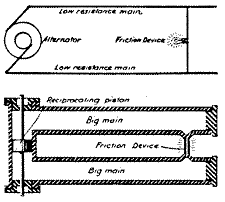 Low resistance main
Alternator
Friction Device
Low resistance main
Reciprocating piston
Big main
Friction Device
Big main